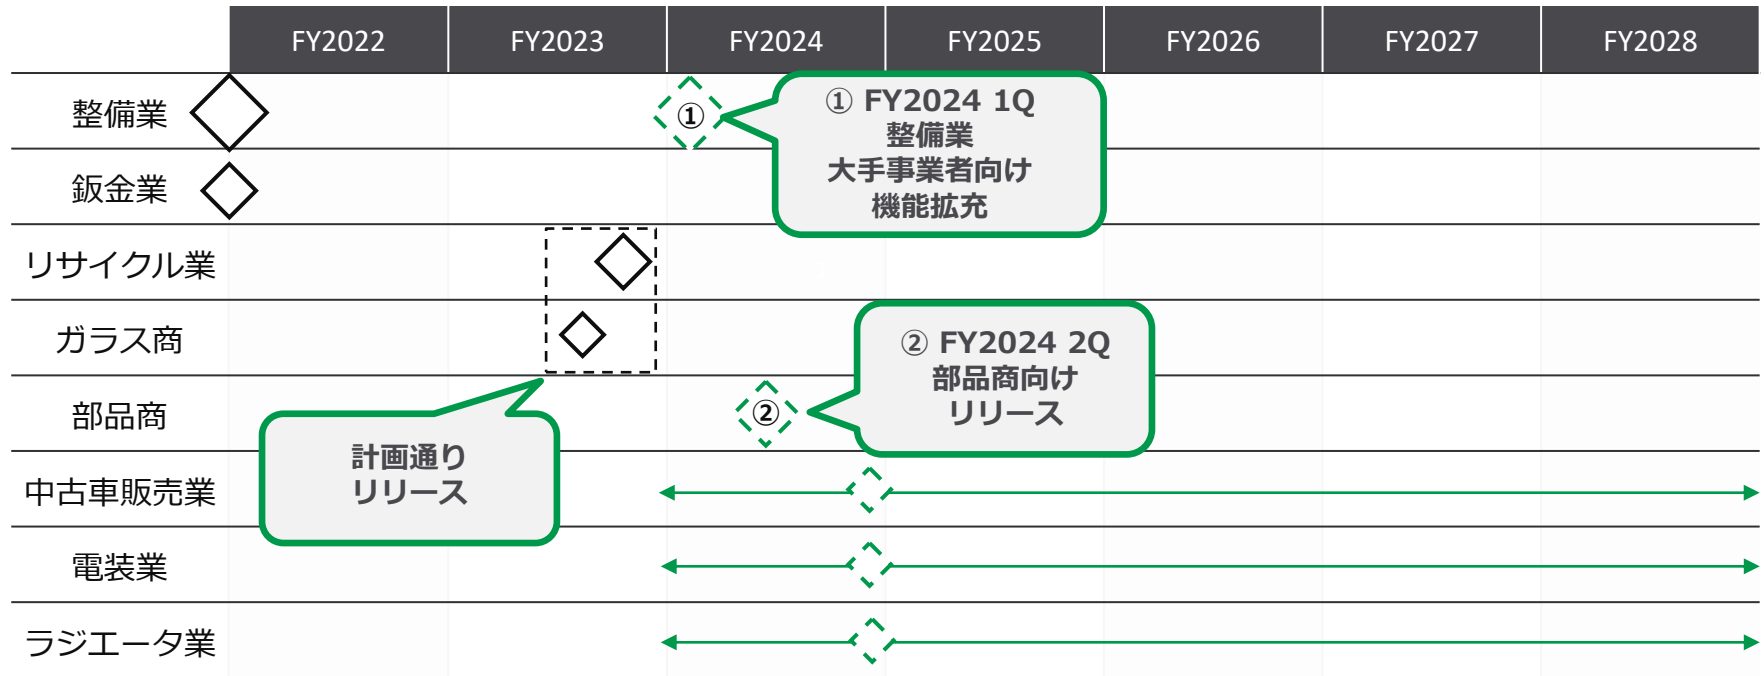 FY2022 FY2023 FY2024 FY2025 FY2026 FY2027 FY2028
整備業
①
① FY2024 1Q
整備業
大手事業者向け
機能拡充
鈑金業
リサイクル業
ガラス商
② FY2024 2Q
部品商向け
リリース
部品商
②
計画通り
リリース
中古車販売業
電装業
ラジエータ業